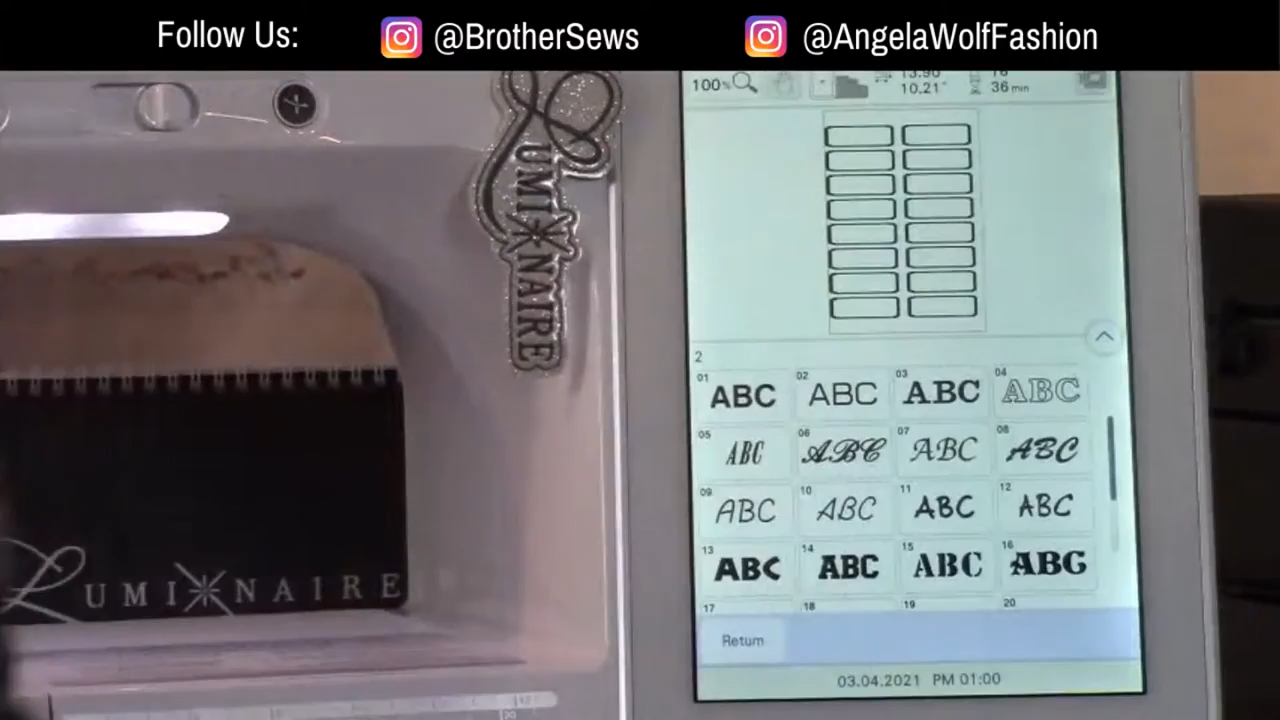 Follow Us: @BrotherSews @AngelaWolfFashion
LUMINAIRE
LUMINAIRE
100%
10.21"
36 min
2
01 ABC 02 ABC 03 ABC 04 ABC
05 ABC 06 ABC 07 ABC 08 ABC
09 ABC 10 ABC 11 ABC 12 ABC
13 ABC 14 ABC 15 ABC 16 ABC
17 18 19 20
Return
03.04.2021 PM 01:00